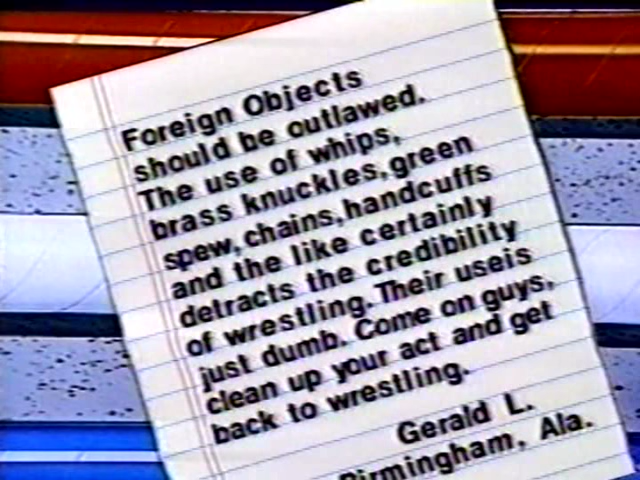 Foreign Objects
should be outlawed.
The use of whips,
brass knuckles,green
spew,chains,handcuffs
and the like certainly
detracts the credibility
of wrestling.Their useis
just dumb. Come on guys,
clean up your act and get
back to wrestling.
Gerald L.
Birmingham, Ala.